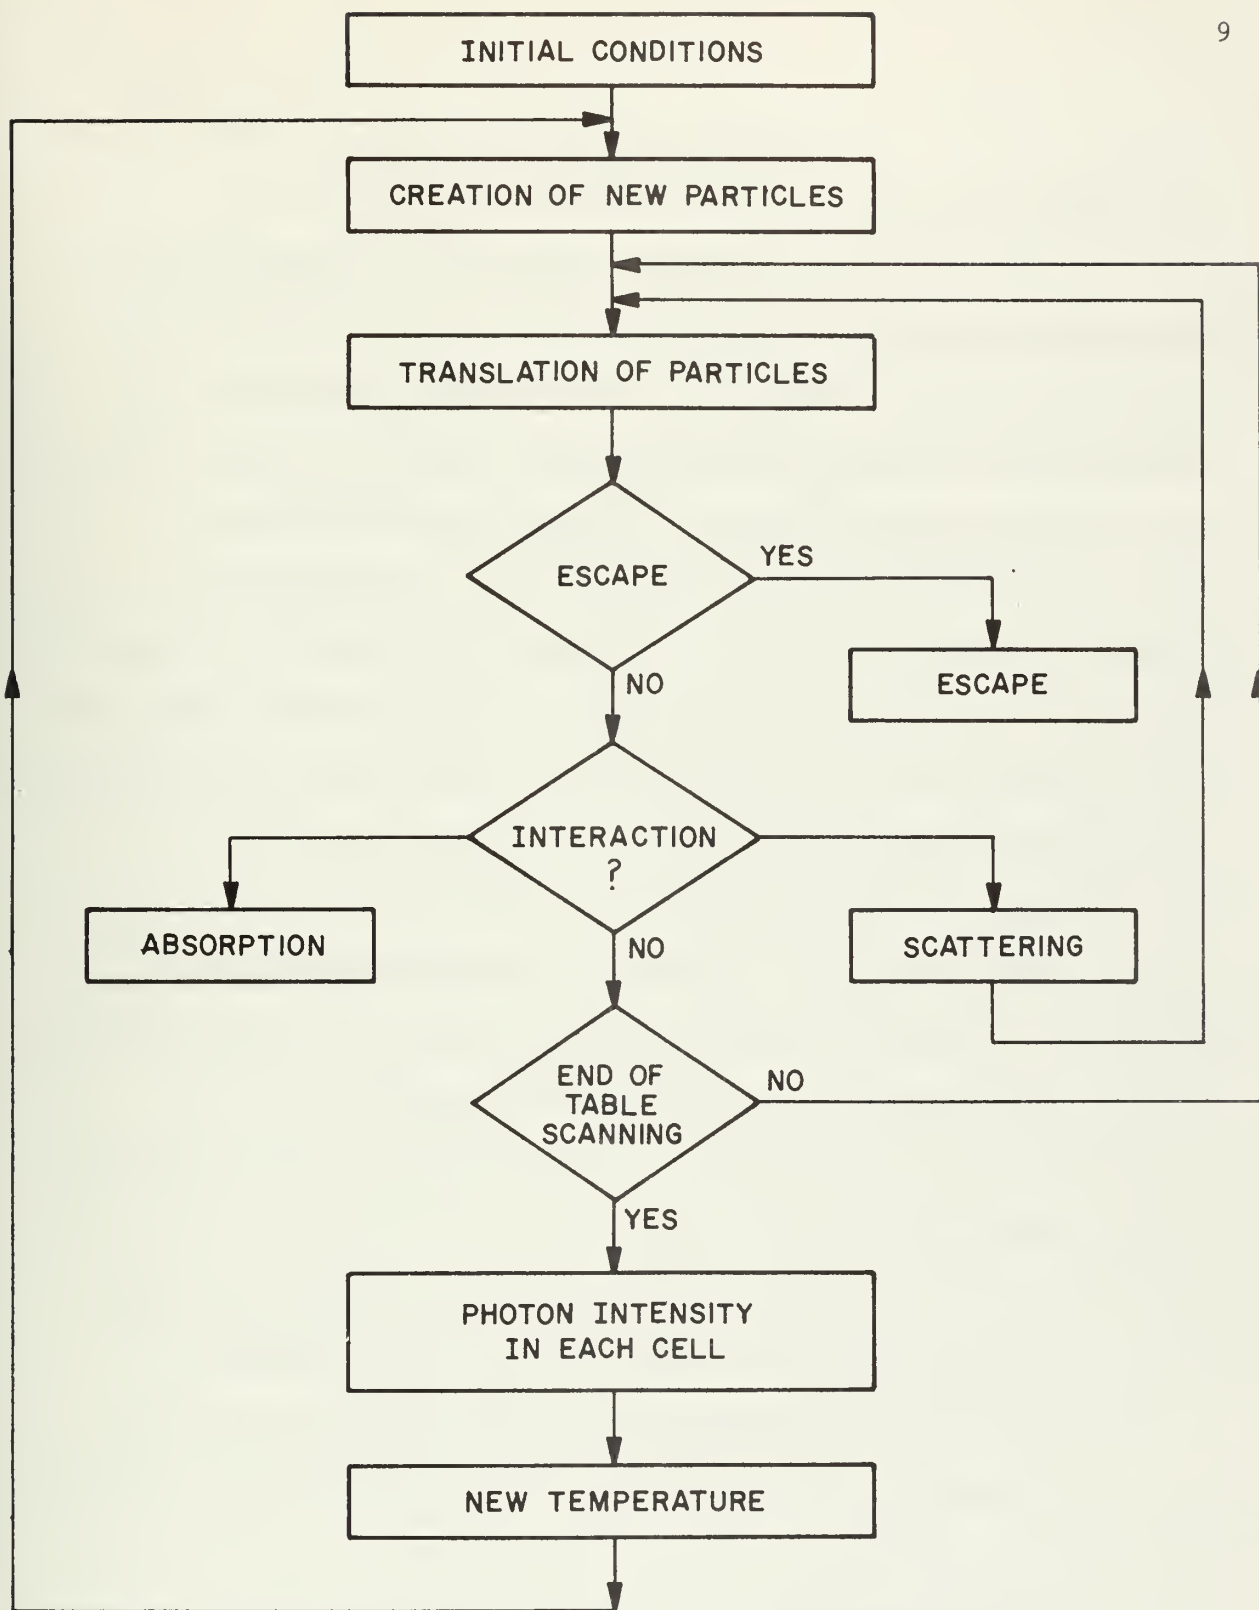 9
INITIAL CONDITIONS
CREATION OF NEW PARTICLES
TRANSLATION OF PARTICLES
ESCAPE
YES
ESCAPE
NO
INTERACTION
?
ABSORPTION
NO
SCATTERING
END OF
TABLE
SCANNING
NO
YES
PHOTON INTENSITY
IN EACH CELL
NEW TEMPERATURE